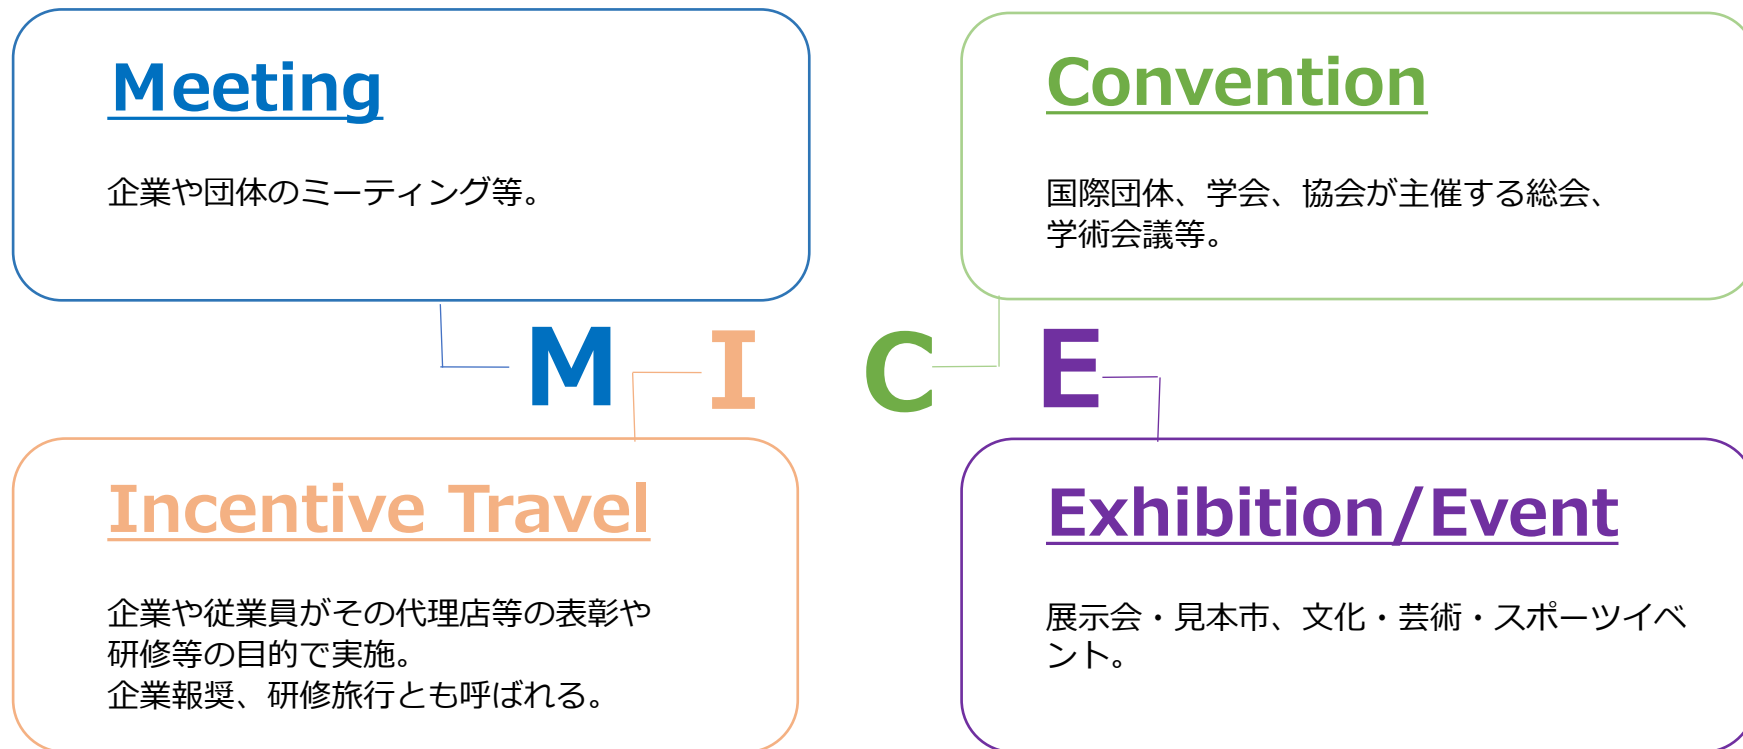 Meeting
企業や団体のミーティング等。
Convention
国際団体、学会、協会が主催する総会、
学術会議等。
M I C E
Incentive Travel
企業や従業員がその代理店等の表彰や
研修等の目的で実施。
企業報奨、研修旅行とも呼ばれる。
Exhibition/Event
展示会・見本市、文化・芸術・スポーツイベ
ント。